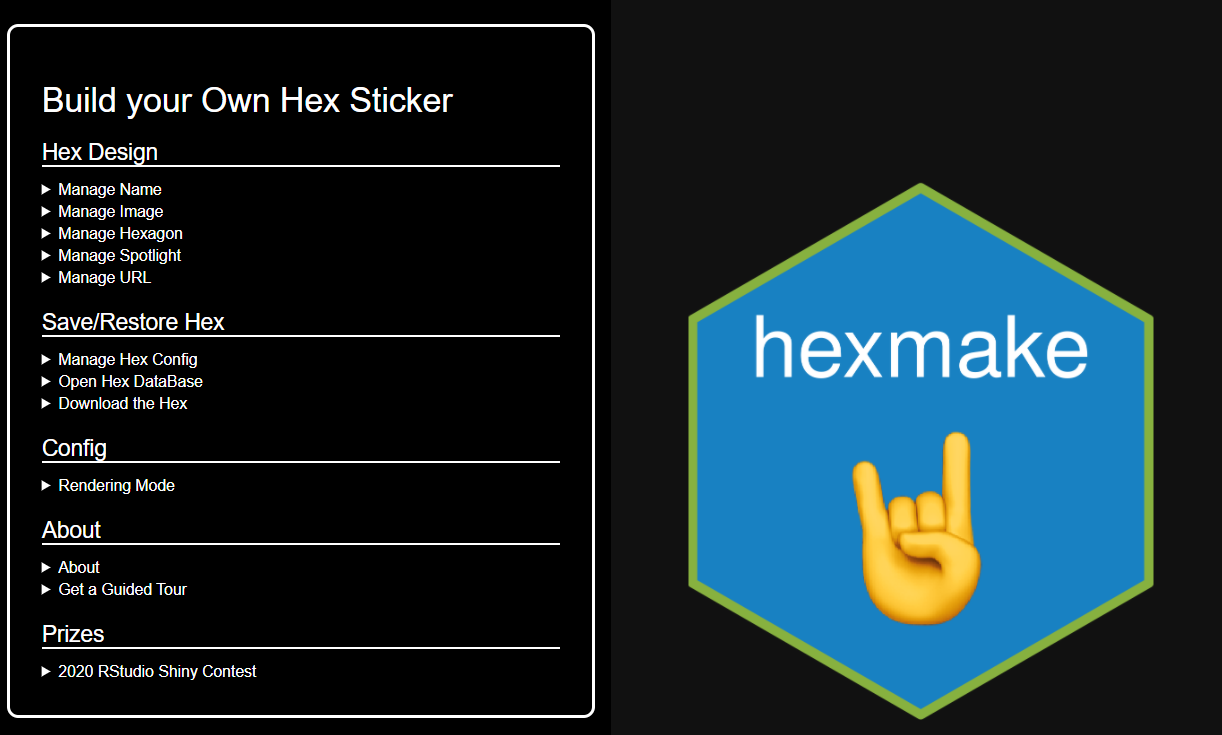 Build your Own Hex Sticker
Hex Design
Manage Name
Manage Image
Manage Hexagon
Manage Spotlight
Manage URL
Save/Restore Hex
Manage Hex Config
Open Hex DataBase
Download the Hex
Config
Rendering Mode
About
About
Get a Guided Tour
Prizes
2020 RStudio Shiny Contest
hexmake